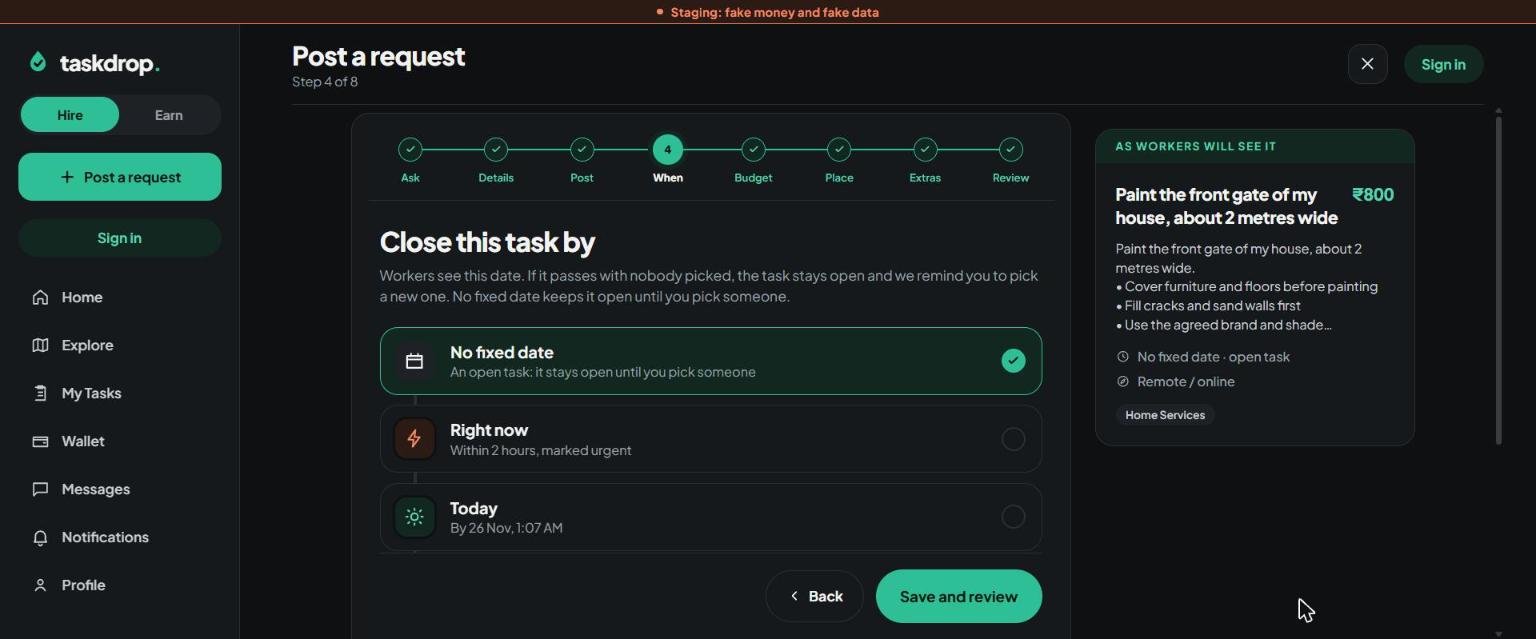 Staging: fake money and fake data
taskdrop.
Hire
Earn
+ Post a request
Sign in
Home
Explore
My Tasks
Wallet
Messages
Notifications
Profile
Post a request
Step 4 of 8
Sign in
4
Ask
Details
Post
When
Budget
Place
Extras
Review
Close this task by
Workers see this date. If it passes with nobody picked, the task stays open and we remind you to pick
a new one. No fixed date keeps it open until you pick someone.
No fixed date
An open task: it stays open until you pick someone
Right now
Within 2 hours, marked urgent
Today
By 26 Nov, 1:07 AM
Back
Save and review
AS WORKERS WILL SEE IT
Paint the front gate of my
house, about 2 metres wide
₹800
Paint the front gate of my house, about 2
metres wide.
• Cover furniture and floors before painting
• Fill cracks and sand walls first
• Use the agreed brand and shade…
No fixed date · open task
Remote / online
Home Services